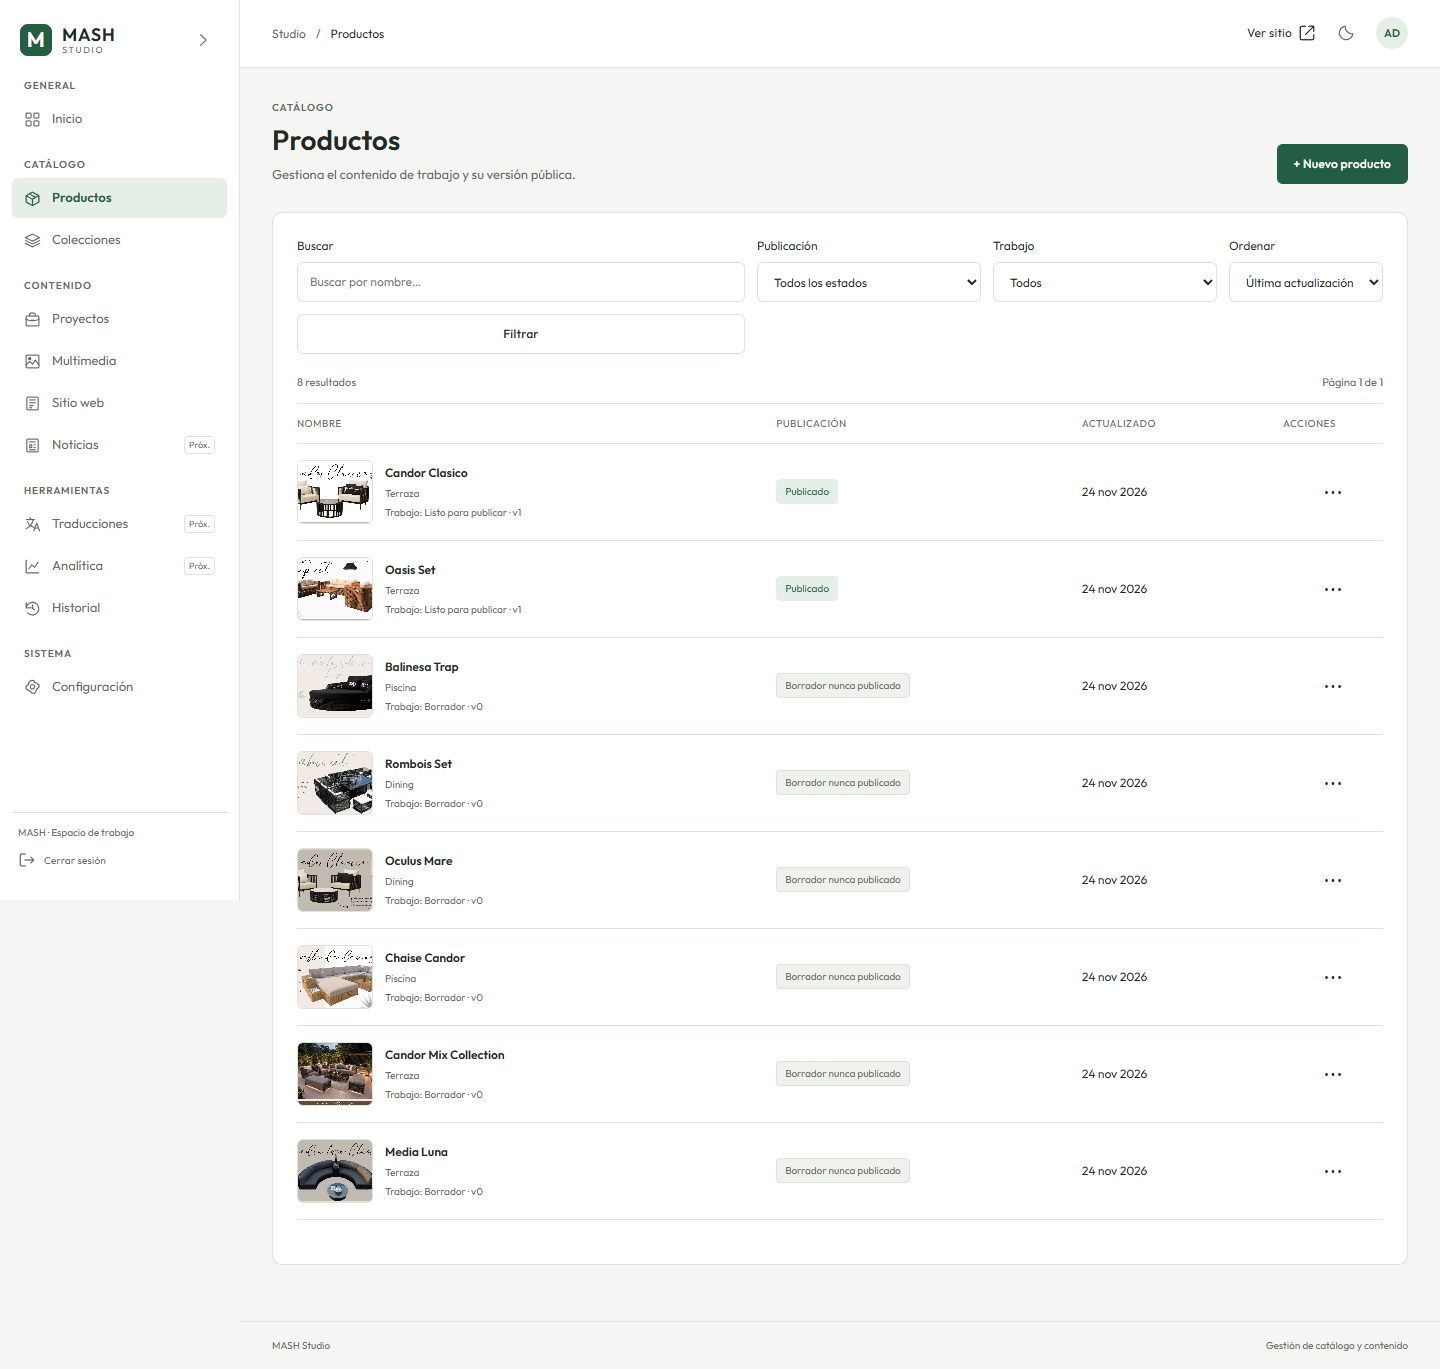 M MASH
STUDIO
GENERAL
Inicio
CATÁLOGO
Productos
Colecciones
CONTENIDO
Proyectos
Multimedia
Sitio web
Noticias Próx.
HERRAMIENTAS
Traducciones Próx.
Analítica Próx.
Historial
SISTEMA
Configuración
MASH · Espacio de trabajo
Cerrar sesión
Studio / Productos
Ver sitio
AD
CATÁLOGO
Productos
Gestiona el contenido de trabajo y su versión pública.
+ Nuevo producto
Buscar Publicación Trabajo Ordenar
Buscar por nombre... Todos los estados Todos Última actualización
Filtrar
8 resultados Página 1 de 1
NOMBRE PUBLICACIÓN ACTUALIZADO ACCIONES
Candor Clasico
Terraza
Trabajo: Listo para publicar · v1
Publicado
24 nov 2026
Oasis Set
Terraza
Trabajo: Listo para publicar · v1
Publicado
24 nov 2026
Balinesa Trap
Piscina
Trabajo: Borrador · v0
Borrador nunca publicado
24 nov 2026
Rombois Set
Dining
Trabajo: Borrador · v0
Borrador nunca publicado
24 nov 2026
Oculus Mare
Dining
Trabajo: Borrador · v0
Borrador nunca publicado
24 nov 2026
Chaise Candor
Piscina
Trabajo: Borrador · v0
Borrador nunca publicado
24 nov 2026
Candor Mix Collection
Terraza
Trabajo: Borrador · v0
Borrador nunca publicado
24 nov 2026
Media Luna
Terraza
Trabajo: Borrador · v0
Borrador nunca publicado
24 nov 2026
MASH Studio Gestión de catálogo y contenido